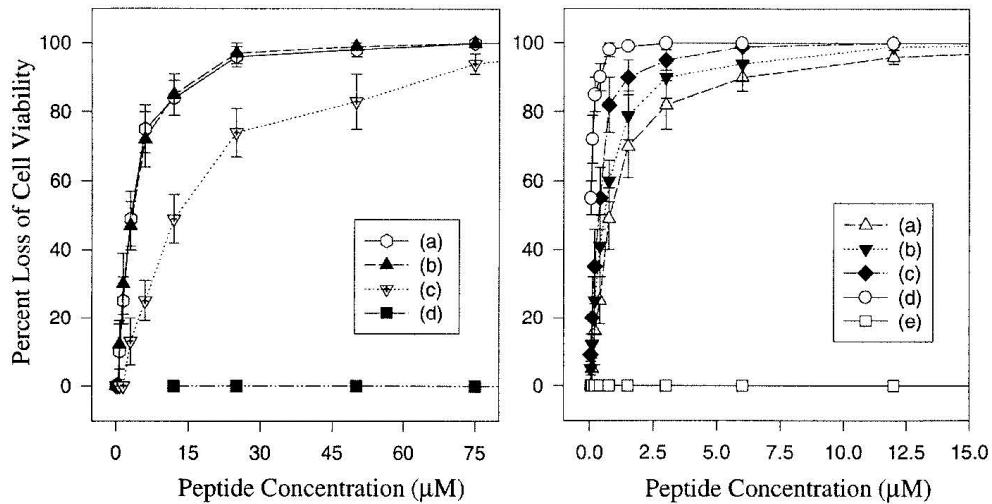 Percent Loss of Cell Viability
100
80
60
40
20
0
(a)
(b)
(c)
(d)
0 15 30 45 60 75
Peptide Concentration (µM)
100
80
60
40
20
0
(a)
(b)
(c)
(d)
(e)
0.0 2.5 5.0 7.5 10.0 12.5 15.0
Peptide Concentration (µM)